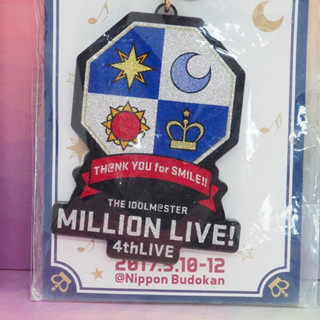 TH@NK YOU for SMILE!!
THE IDOLM@STER
MILLION LIVE!
4thLIVE
2017.3.10-12
@Nippon Budokan